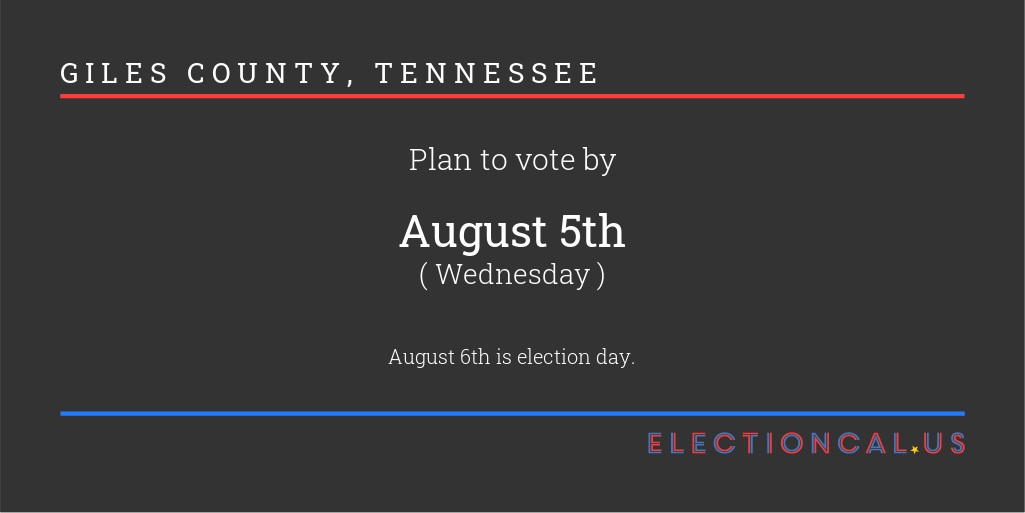 GILES COUNTY, TENNESSEE
Plan to vote by
August 5th
( Wednesday )
August 6th is election day.
ELECTIONCAL.US